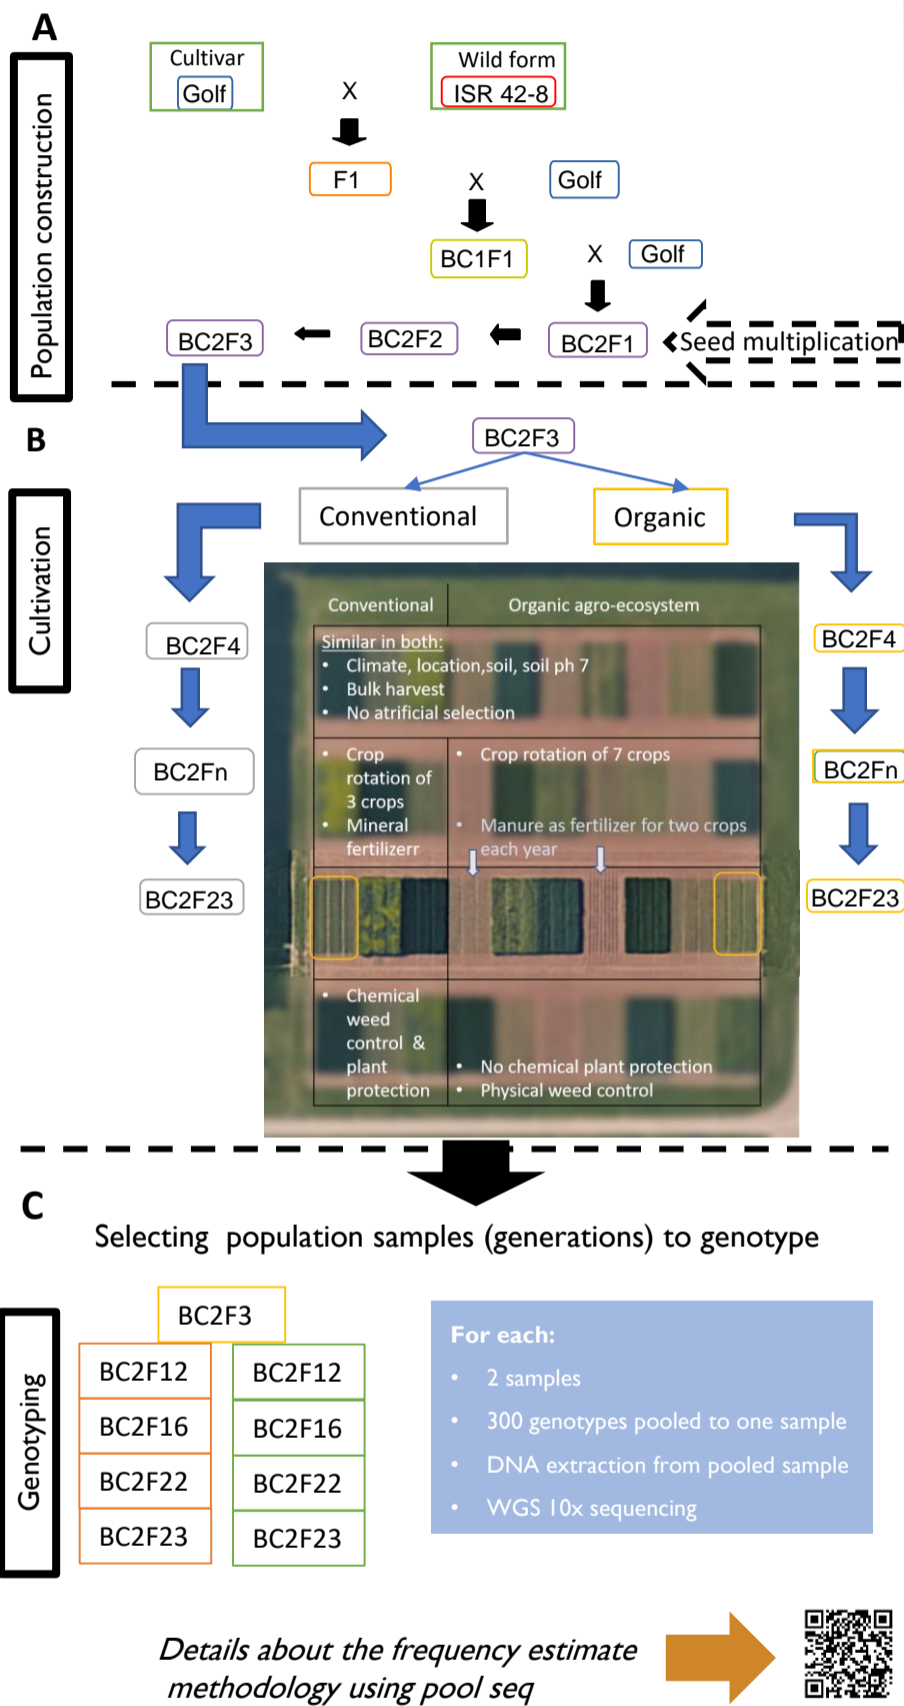 A
Population construction
Cultivar
Golf
X
Wild form
ISR 42-8
F1
X
Golf
BC1F1
X
Golf
BC2F3
BC2F2
BC2F1
Seed multiplication
B
Cultivation
BC2F3
Conventional
Organic
BC2F4
BC2Fn
BC2F23
Conventional
Organic agro-ecosystem
Similar in both:
• Climate, location,soil, soil ph 7
• Bulk harvest
• No atrificial selection
• Crop
rotation of
3 crops
• Mineral
fertilizerr
• Crop rotation of 7 crops
• Manure as fertilizer for two crops
each year
• Chemical
weed
control &
plant
protection
• No chemical plant protection
• Physical weed control
BC2F4
BC2Fn
BC2F23
C
Selecting population samples (generations) to genotype
Genotyping
BC2F3
BC2F12
BC2F16
BC2F22
BC2F23
BC2F12
BC2F16
BC2F22
BC2F23
For each:
• 2 samples
• 300 genotypes pooled to one sample
• DNA extraction from pooled sample
• WGS 10x sequencing
Details about the frequency estimate
methodology using pool seq